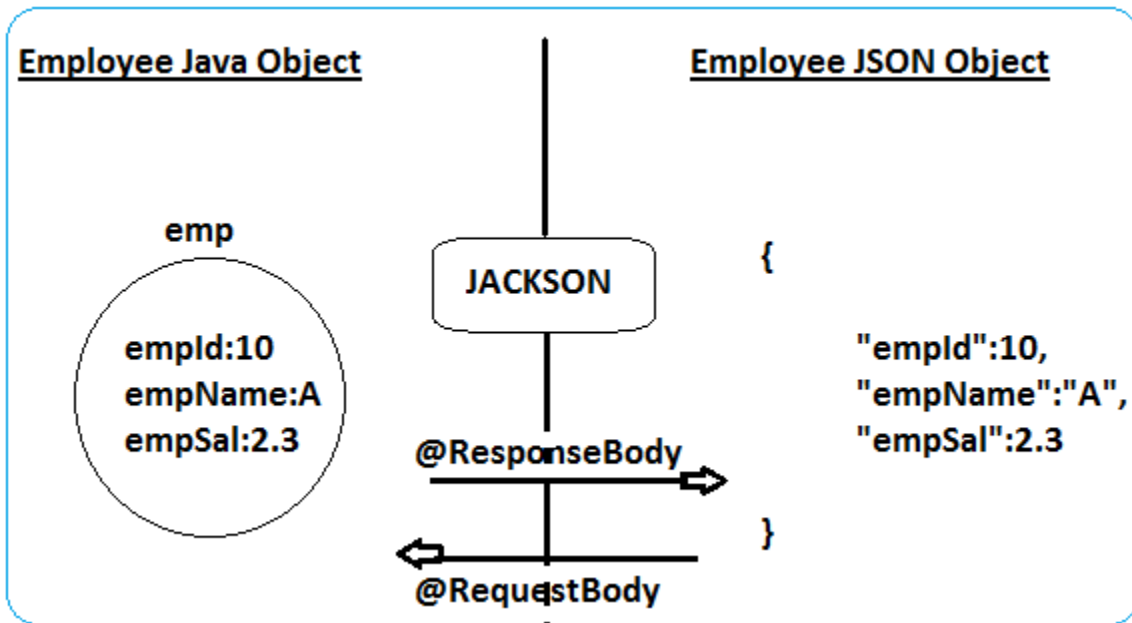 Employee Java Object
Employee JSON Object
emp
JACKSON
{
empId:10
empName:A
empSal:2.3
"empId":10,
"empName":"A",
"empSal":2.3
@ResponseBody
}
@RequestBody